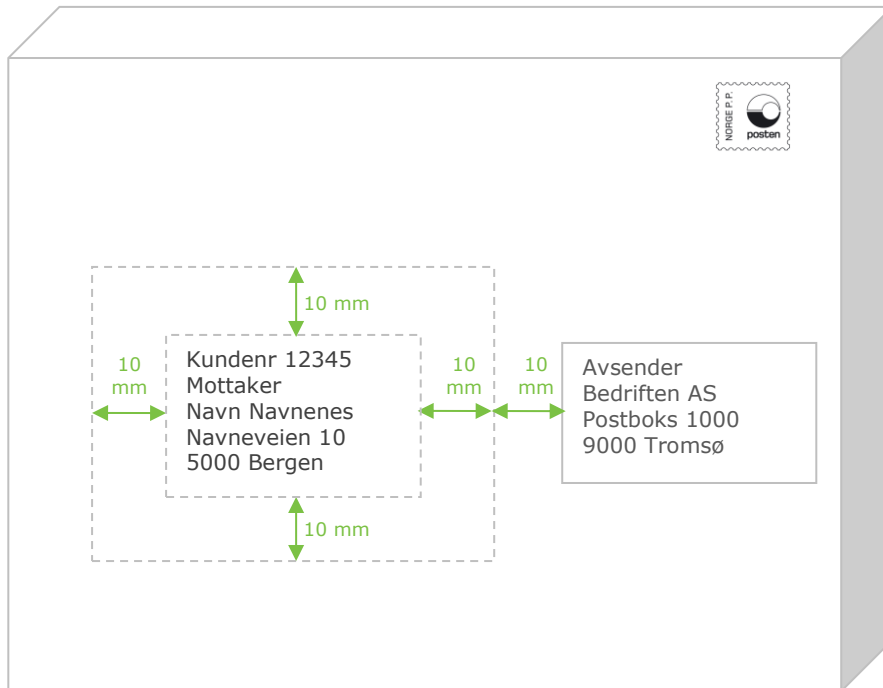 NORGE P. P.
posten
10 mm
10
mm
Kundenr 12345
Mottaker
Navn Navnenes
Navneveien 10
5000 Bergen
10
mm
10
mm
Avsender
Bedriften AS
Postboks 1000
9000 Tromsø
10 mm